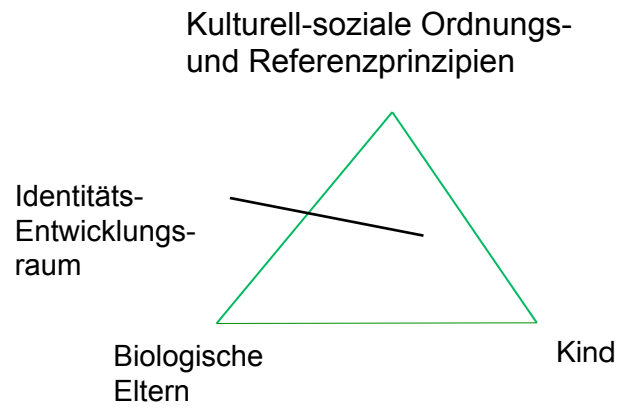 Kulturell-soziale Ordnungs-
und Referenzprinzipien
Identitäts-
Entwicklungs-
raum
Biologische
Eltern
Kind